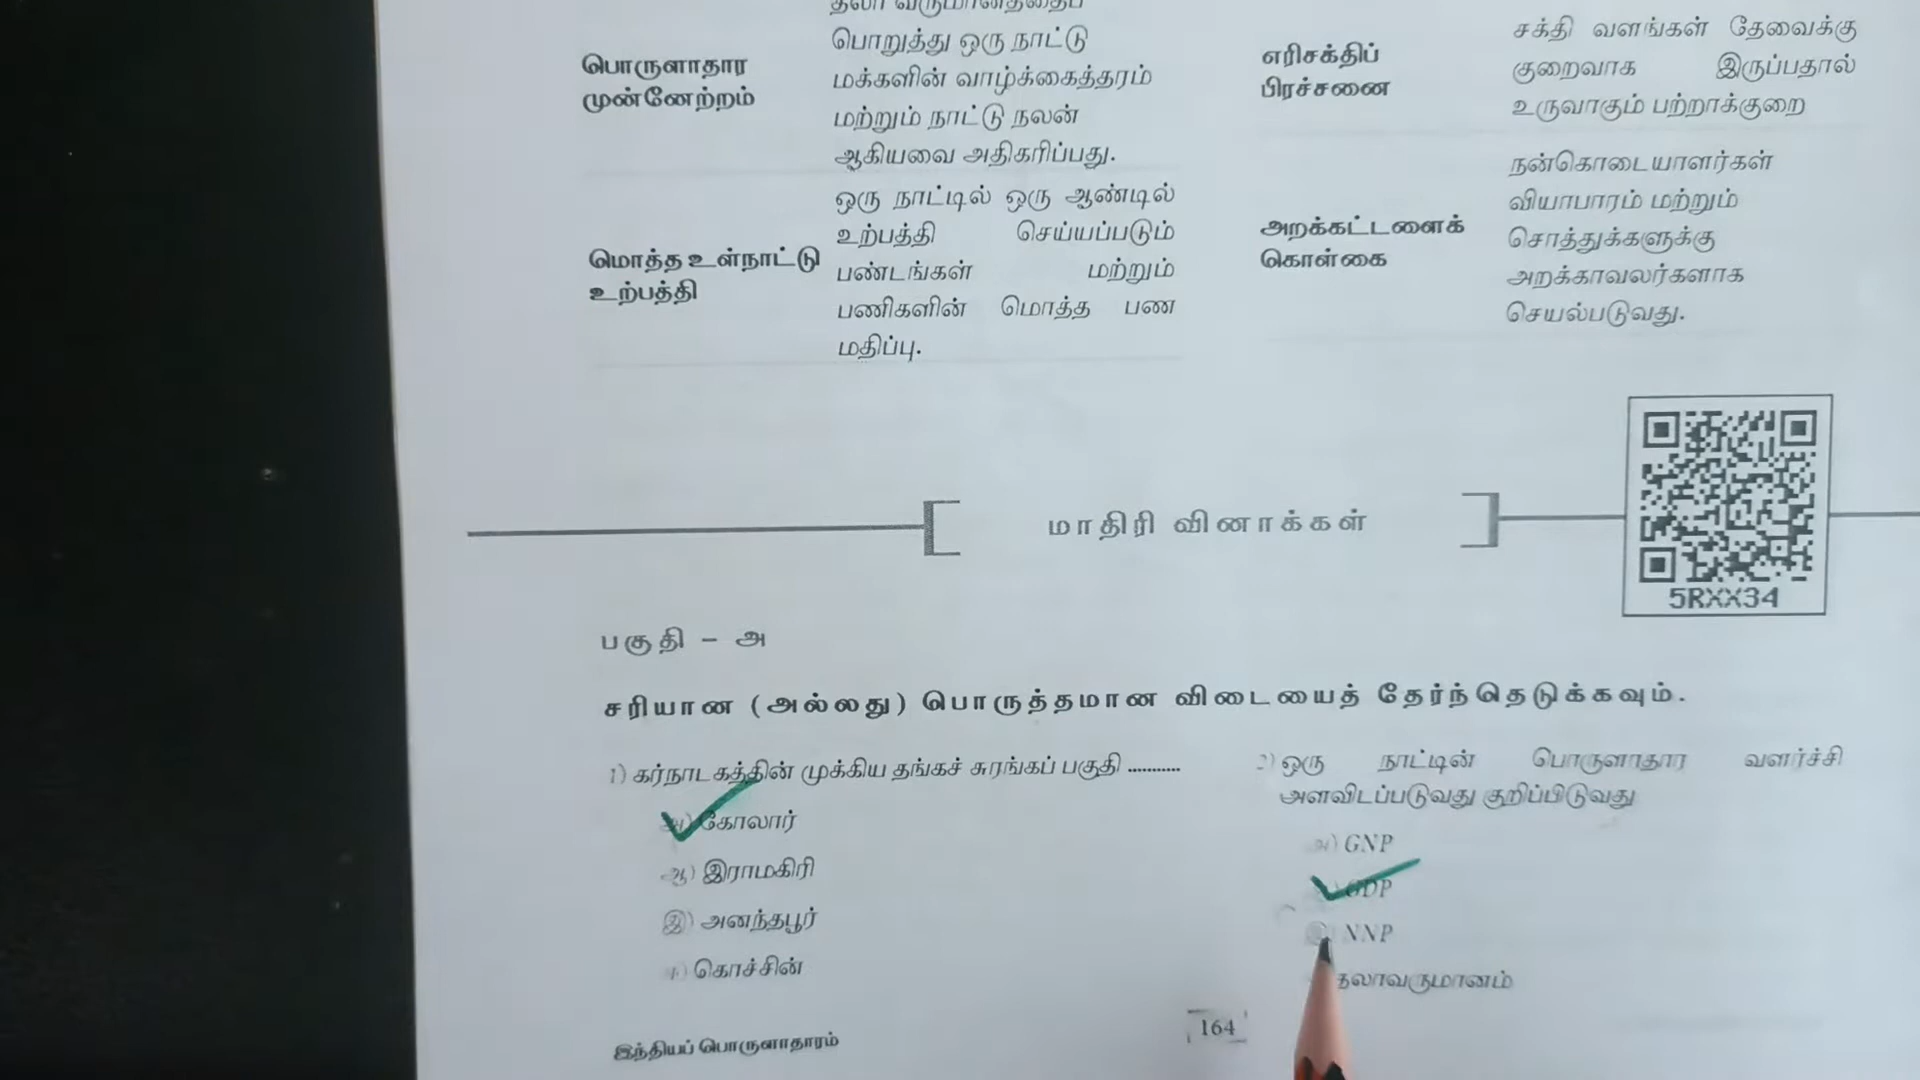 தலா வருமானத்தைப்
பொருளாதார
முன்னேற்றம்
பொறுத்து ஒரு நாட்டு
மக்களின் வாழ்க்கைத்தரம்
மற்றும் நாட்டு நலன்
ஆகியவை அதிகரிப்பது.
மொத்த உள்நாட்டு
உற்பத்தி
ஒரு நாட்டில் ஒரு ஆண்டில்
உற்பத்தி செய்யப்படும்
பண்டங்கள் மற்றும்
பணிகளின் மொத்த பண
மதிப்பு.
எரிசக்திப்
பிரச்சனை
சக்தி வளங்கள் தேவைக்கு
குறைவாக இருப்பதால்
உருவாகும் பற்றாக்குறை
அறக்கட்டளைக்
கொள்கை
நன்கொடையாளர்கள்
வியாபாரம் மற்றும்
சொத்துக்களுக்கு
அறக்காவலர்களாக
செயல்படுவது.
மாதிரி வினாக்கள்
5RXX34
பகுதி – அ
சரியான (அல்லது) பொருத்தமான விடையைத் தேர்ந்தெடுக்கவும்.
1) கர்நாடகத்தின் முக்கிய தங்கச் சுரங்கப் பகுதி ...........
அ) கோலார்
ஆ) இராமகிரி
இ) அனந்தபூர்
ஈ) கொச்சின்
2) ஒரு நாட்டின் பொருளாதார வளர்ச்சி
அளவிடப்படுவது குறிப்பிடுவது
அ) GNP
GDP
இ) NNP
தலாவருமானம்
இந்தியப் பொருளாதாரம்
164